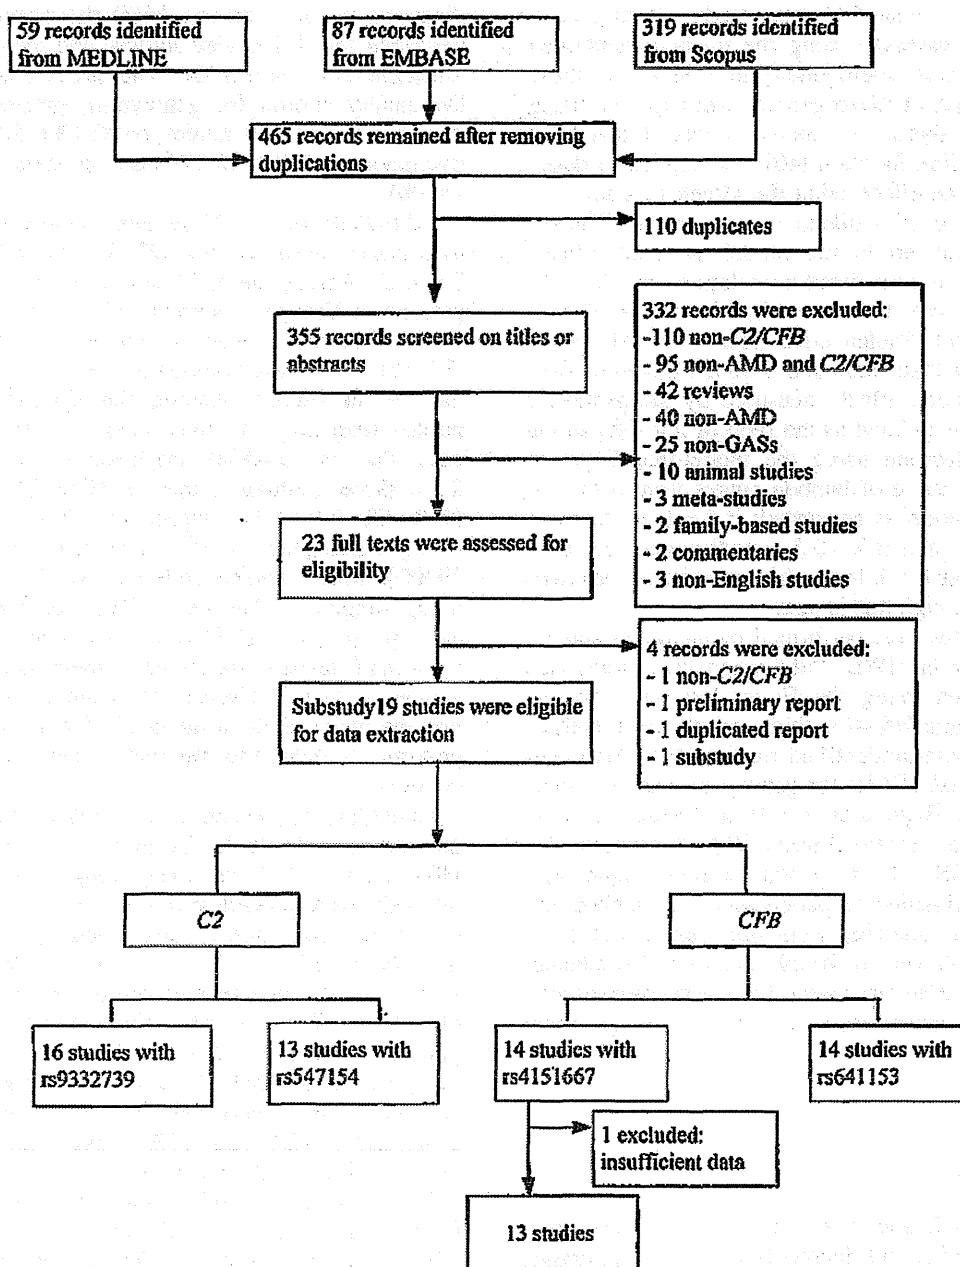 59 records identified
from MEDLINE
87 records identified
from EMBASE
319 records identified
from Scopus
465 records remained after removing
duplications
110 duplicates
355 records screened on titles or
abstracts
332 records were excluded:
-110 non-C2/CFB
- 95 non-AMD and C2/CFB
- 42 reviews
- 40 non-AMD
- 25 non-GASs
- 10 animal studies
- 3 meta-studies
- 2 family-based studies
- 2 commentaries
- 3 non-English studies
23 full texts were assessed for
eligibility
4 records were excluded:
- 1 non-C2/CFB
- 1 preliminary report
- 1 duplicated report
- 1 substudy
Substudy19 studies were eligible
for data extraction
C2
CFB
16 studies with
rs9332739
13 studies with
rs547154
14 studies with
rs4151667
14 studies with
rs641153
1 excluded:
insufficient data
13 studies